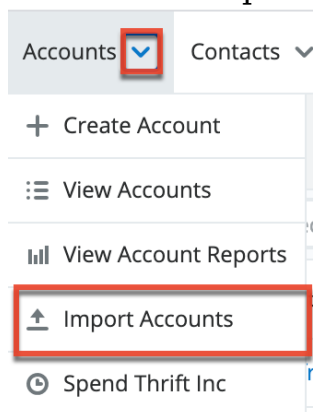 Accounts Contacts
Create Account
View Accounts
View Account Reports
Import Accounts
Spend Thrift Inc